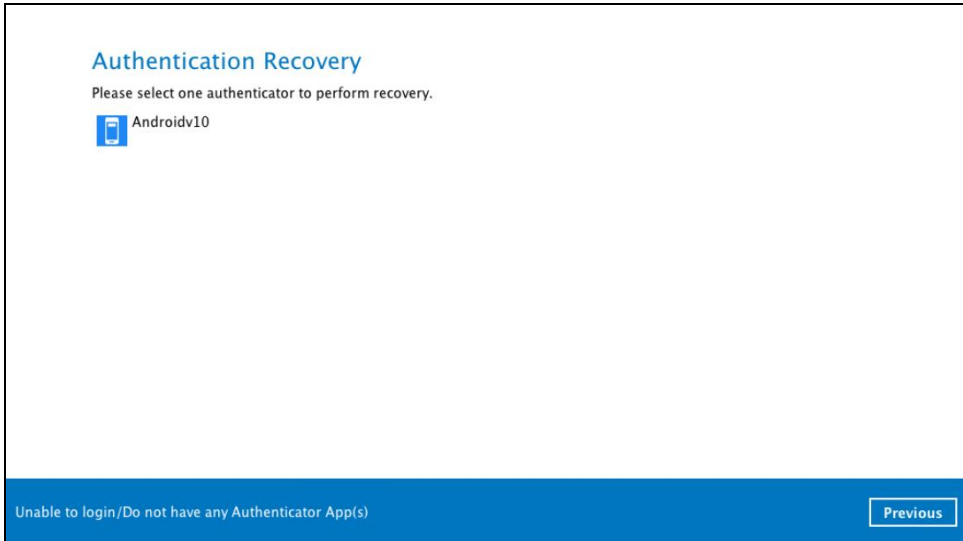 Authentication Recovery
Please select one authenticator to perform recovery.
Androidv10
Unable to login/Do not have any Authenticator App(s)
Previous